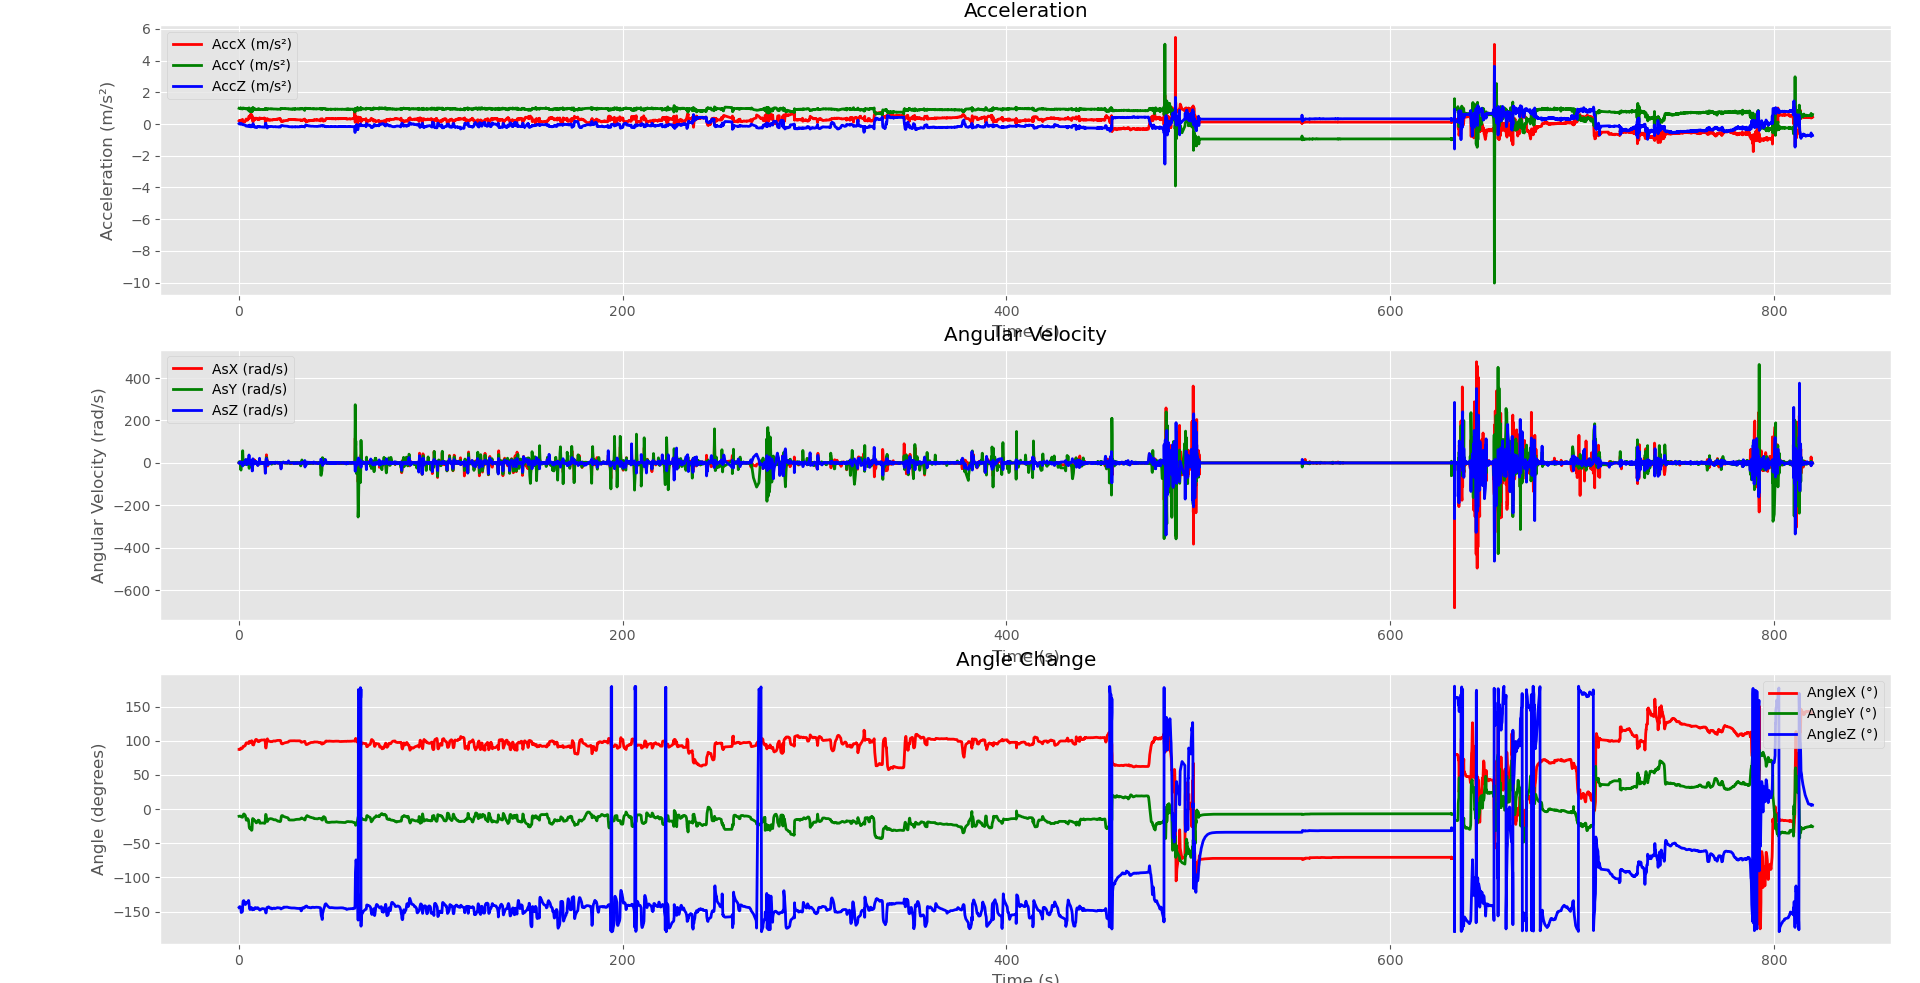 Acceleration
AccX (m/s²)
AccY (m/s²)
AccZ (m/s²)
Acceleration (m/s²)
6
4
2
0
−2
−4
−6
−8
−10
0 200 400 600 800
Time (s)
Angular Velocity
AsX (rad/s)
AsY (rad/s)
AsZ (rad/s)
Angular Velocity (rad/s)
400
200
0
−200
−400
−600
0 200 400 600 800
Time (s)
Angle Change
AngleX (°)
AngleY (°)
AngleZ (°)
Angle (degrees)
150
100
50
0
−50
−100
−150
0 200 400 600 800
Time (s)